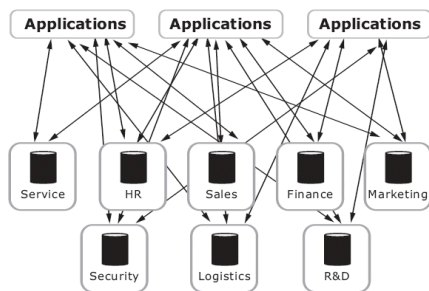 Applications Applications Applications
Service HR Sales Finance Marketing
Security Logistics R&D